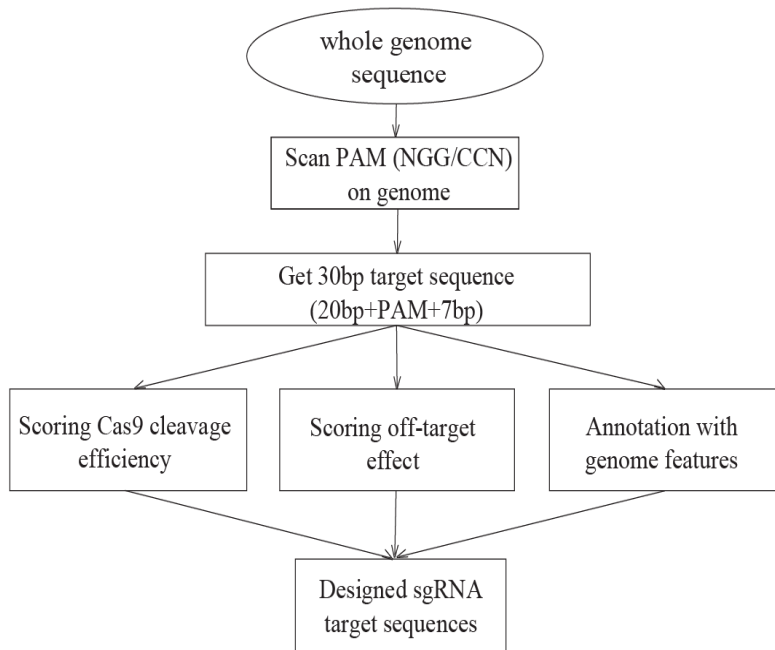 whole genome
sequence
Scan PAM (NGG/CCN)
on genome
Get 30bp target sequence
(20bp+PAM+7bp)
Scoring Cas9 cleavage
efficiency
Scoring off-target
effect
Annotation with
genome features
Designed sgRNA
target sequences